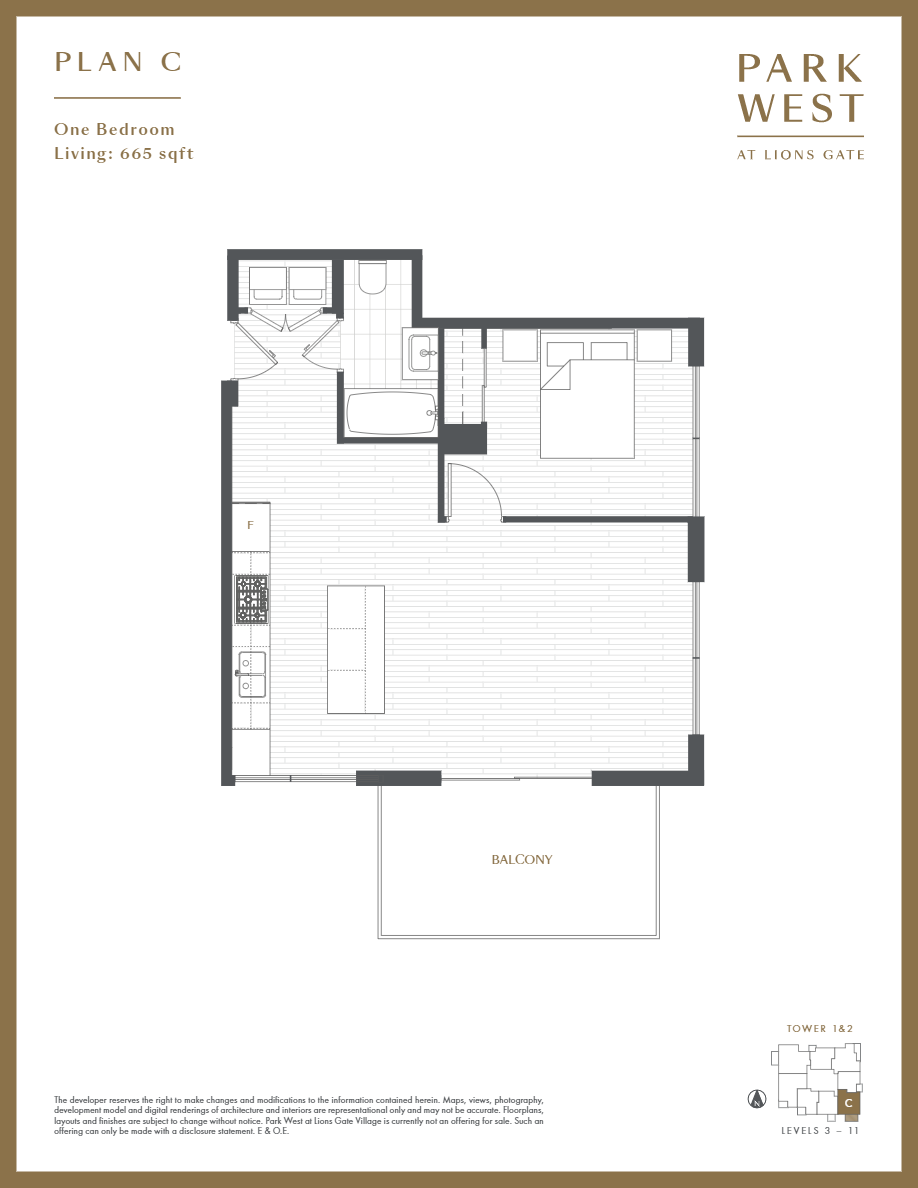 PLAN C
One Bedroom
Living: 665 sqft
PARK
WEST
AT LIONS GATE
F
BALCONY
TOWER 1&2
C
N
LEVELS 3 – 11
The developer reserves the right to make changes and modifications to the information contained herein. Maps, views, photography,
development model and digital renderings of architecture and interiors are representational only and may not be accurate. Floorplans,
layouts and finishes are subject to change without notice. Park West at Lions Gate Village is currently not an offering for sale. Such an
offering can only be made with a disclosure statement. E & O.E.